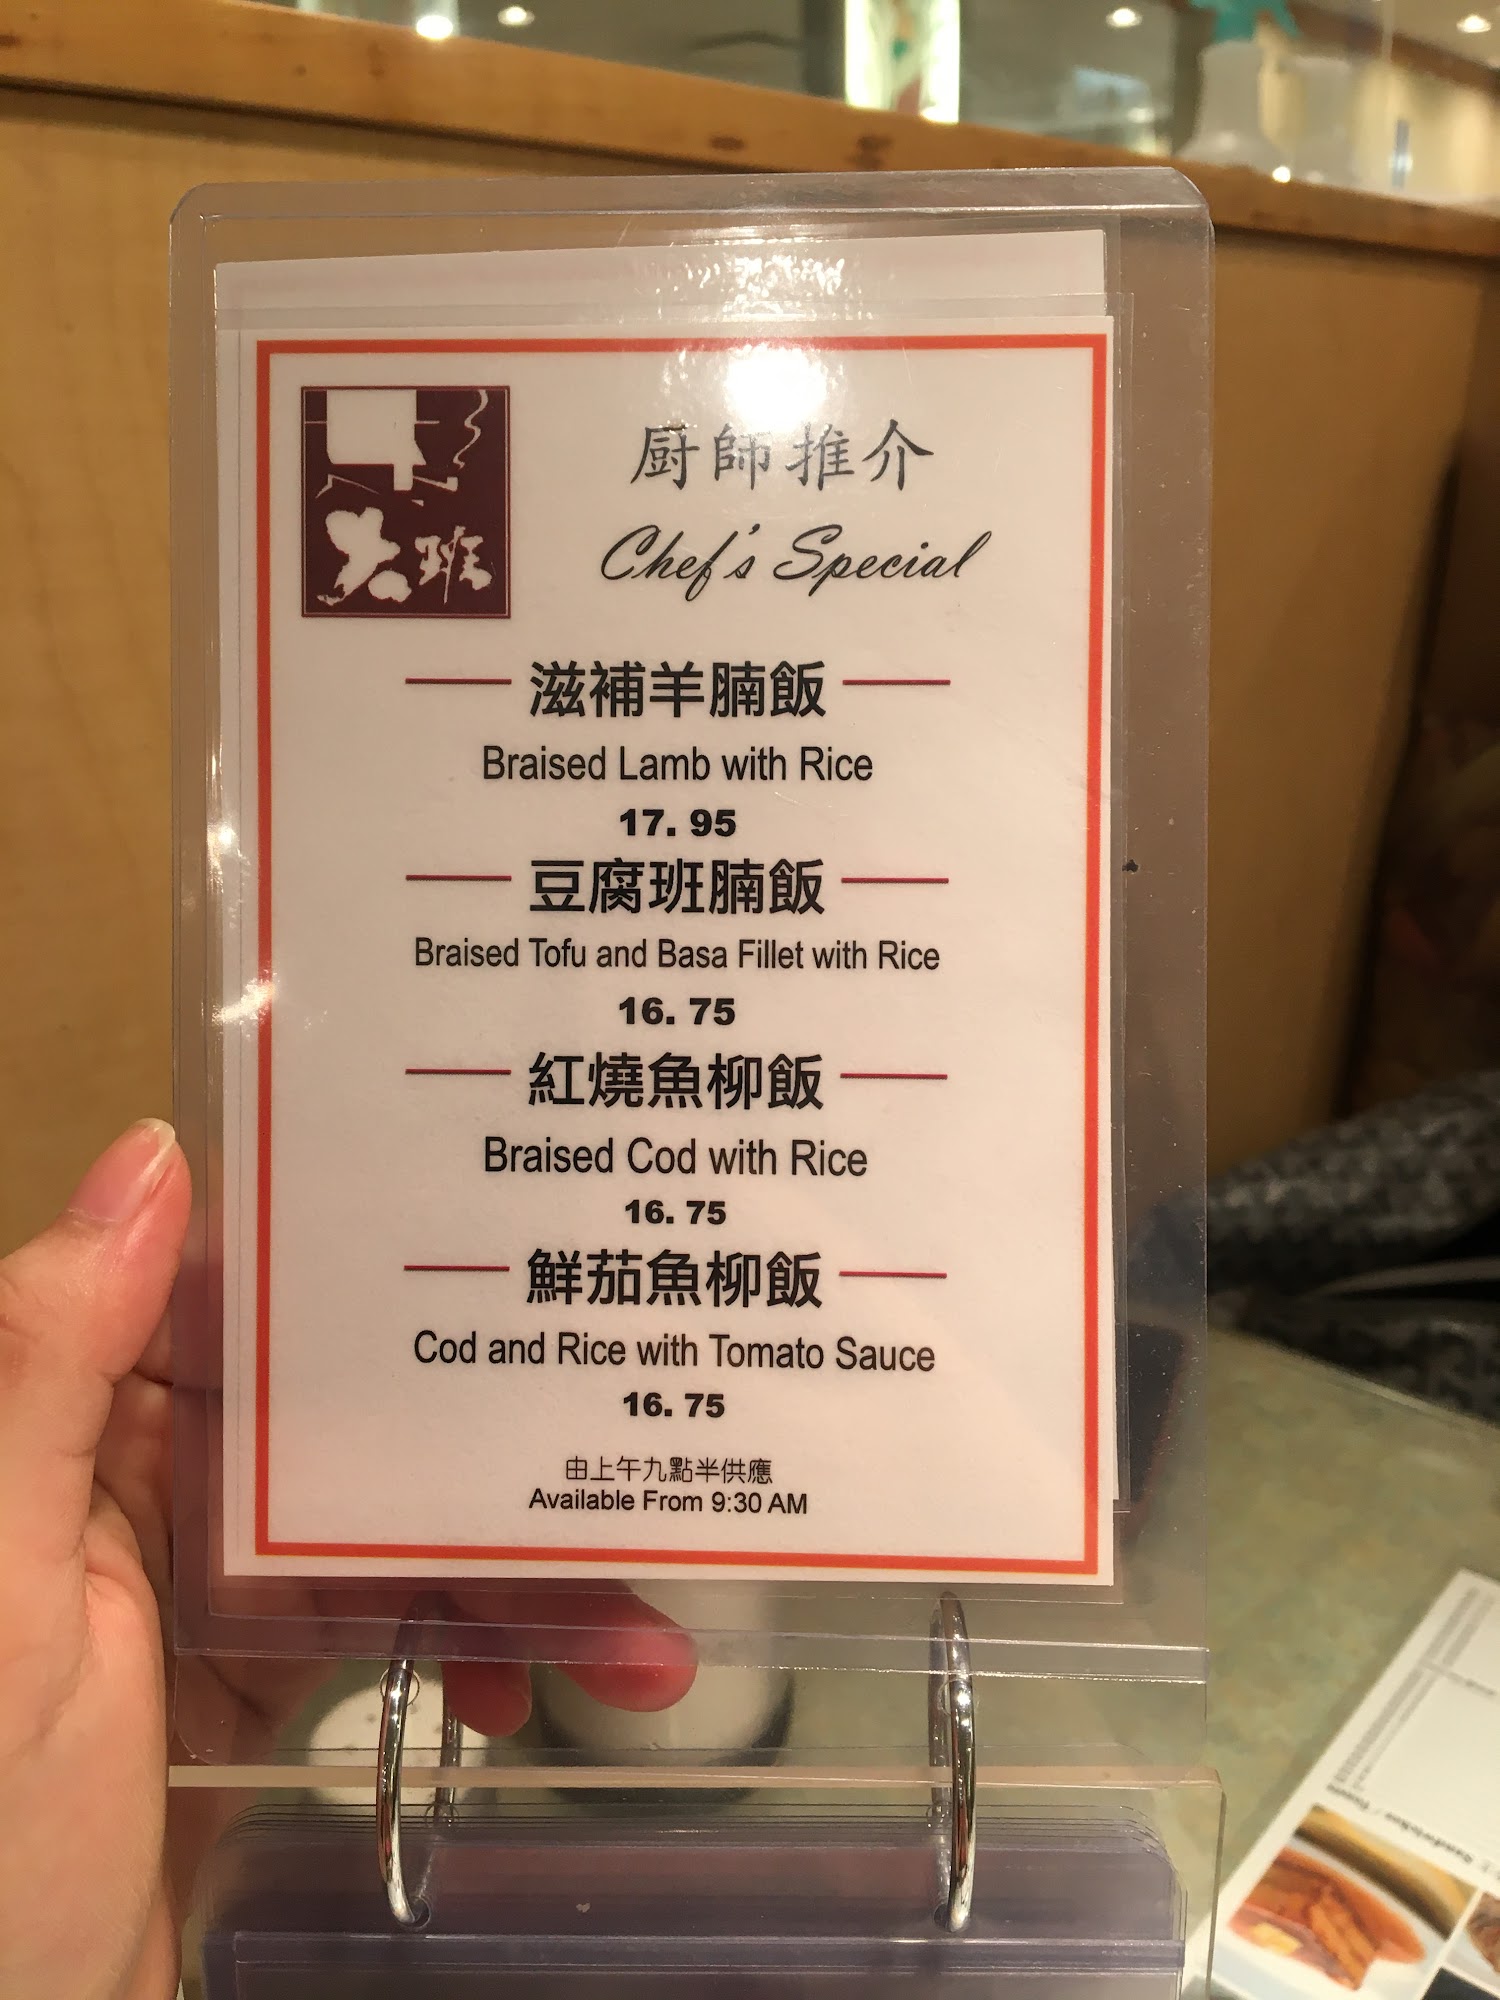 大班
厨師推介
Chef's Special
滋補羊腩飯
Braised Lamb with Rice
17. 95
豆腐班腩飯
Braised Tofu and Basa Fillet with Rice
16. 75
紅燒魚柳飯
Braised Cod with Rice
16. 75
鮮茄魚柳飯
Cod and Rice with Tomato Sauce
16. 75
由上午九點半供應
Available From 9:30 AM